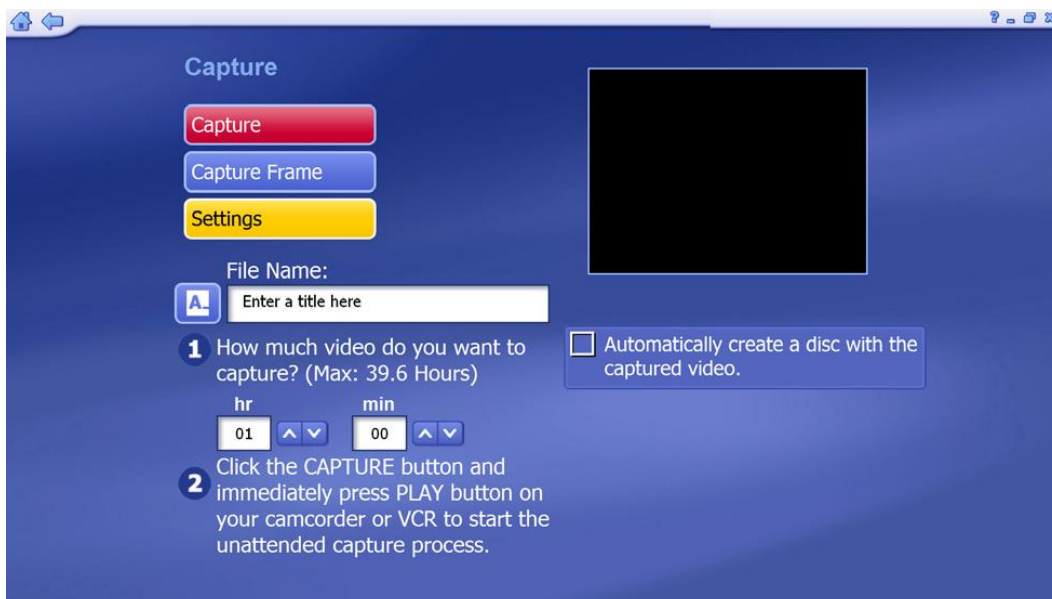 ?
Capture
Capture
Capture Frame
Settings
File Name:
A_
Enter a title here
1 How much video do you want to
capture? (Max: 39.6 Hours)
hr min
01 00
2 Click the CAPTURE button and
immediately press PLAY button on
your camcorder or VCR to start the
unattended capture process.
Automatically create a disc with the
captured video.